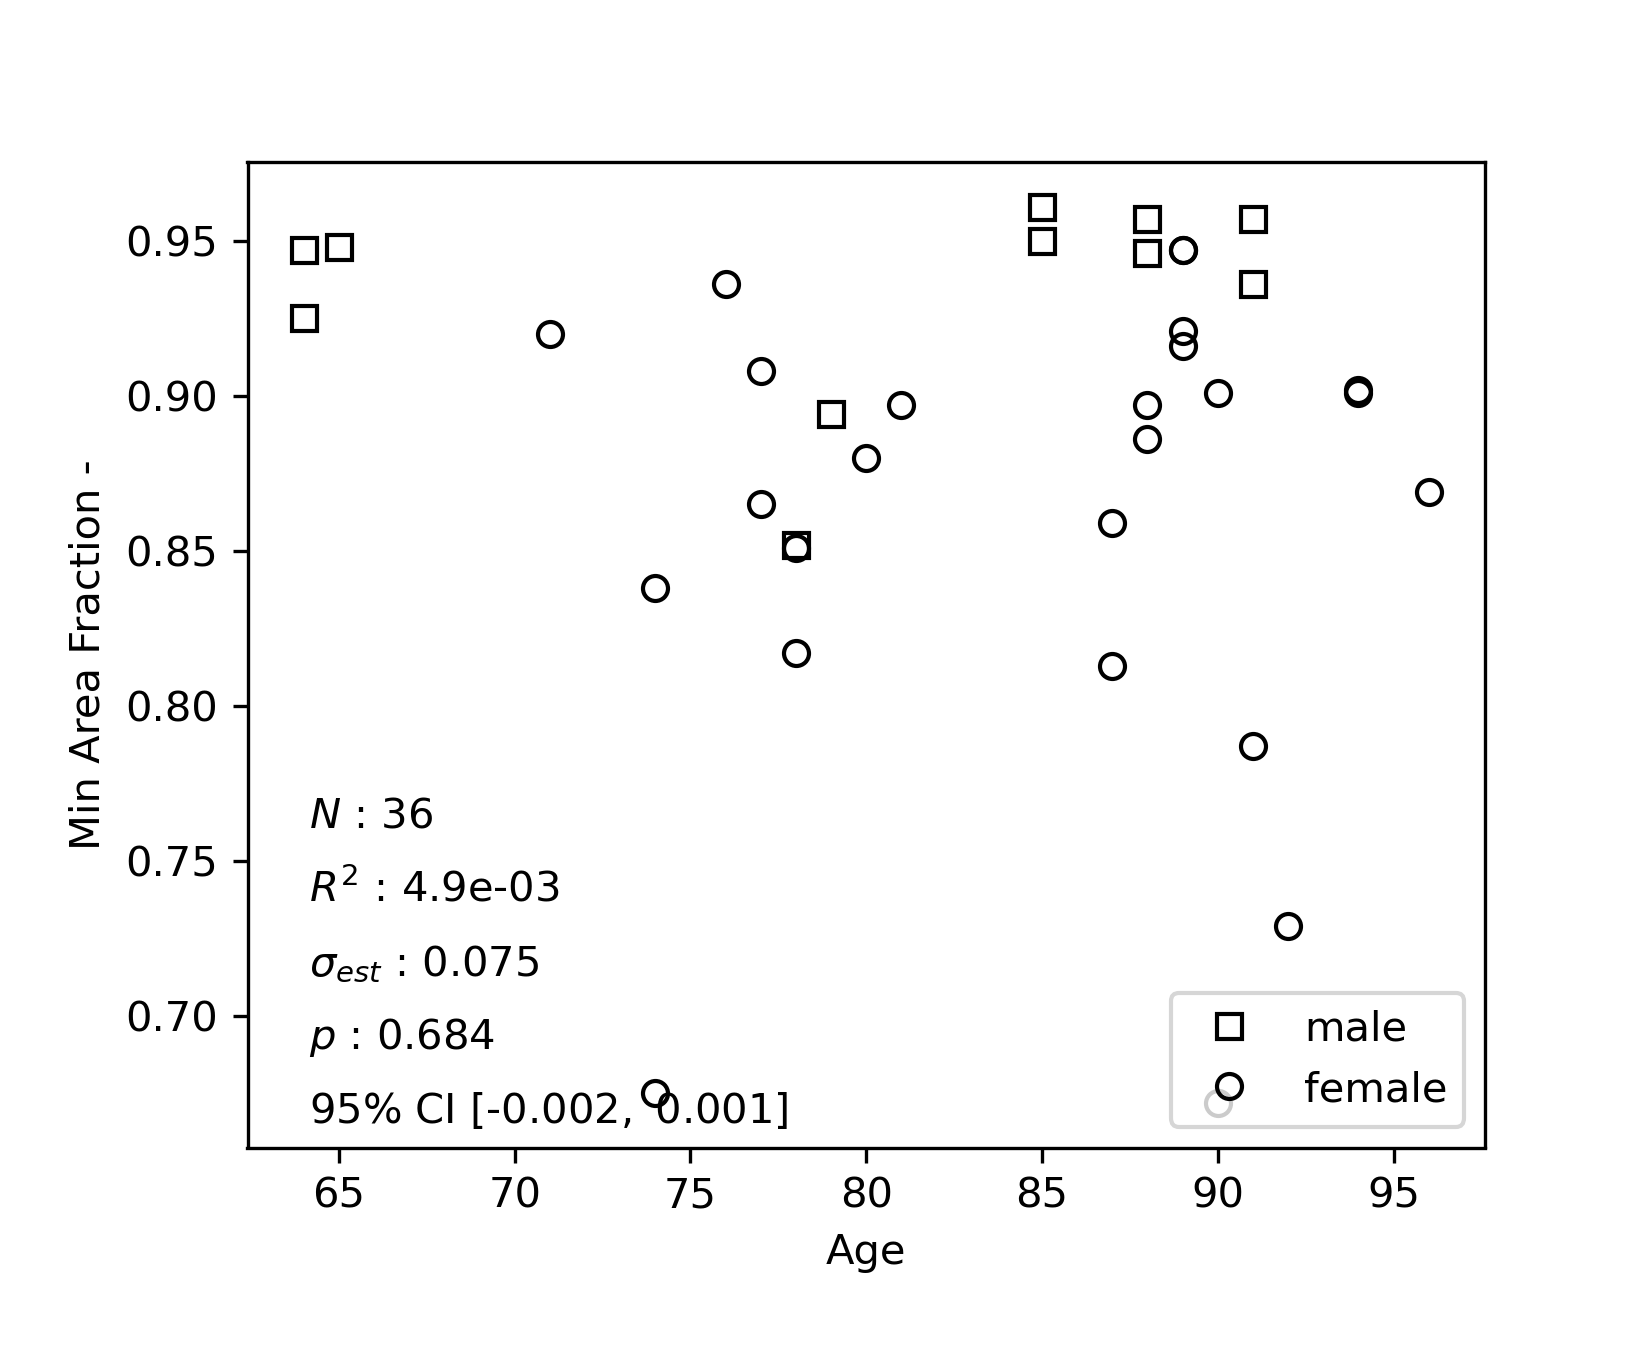 0.95
0.90
0.85
0.80
0.75
0.70
Min Area Fraction -
N : 36
R² : 4.9e-03
σest : 0.075
p : 0.684
95% CI [-0.002, 0.001]
male
female
65 70 75 80 85 90 95
Age